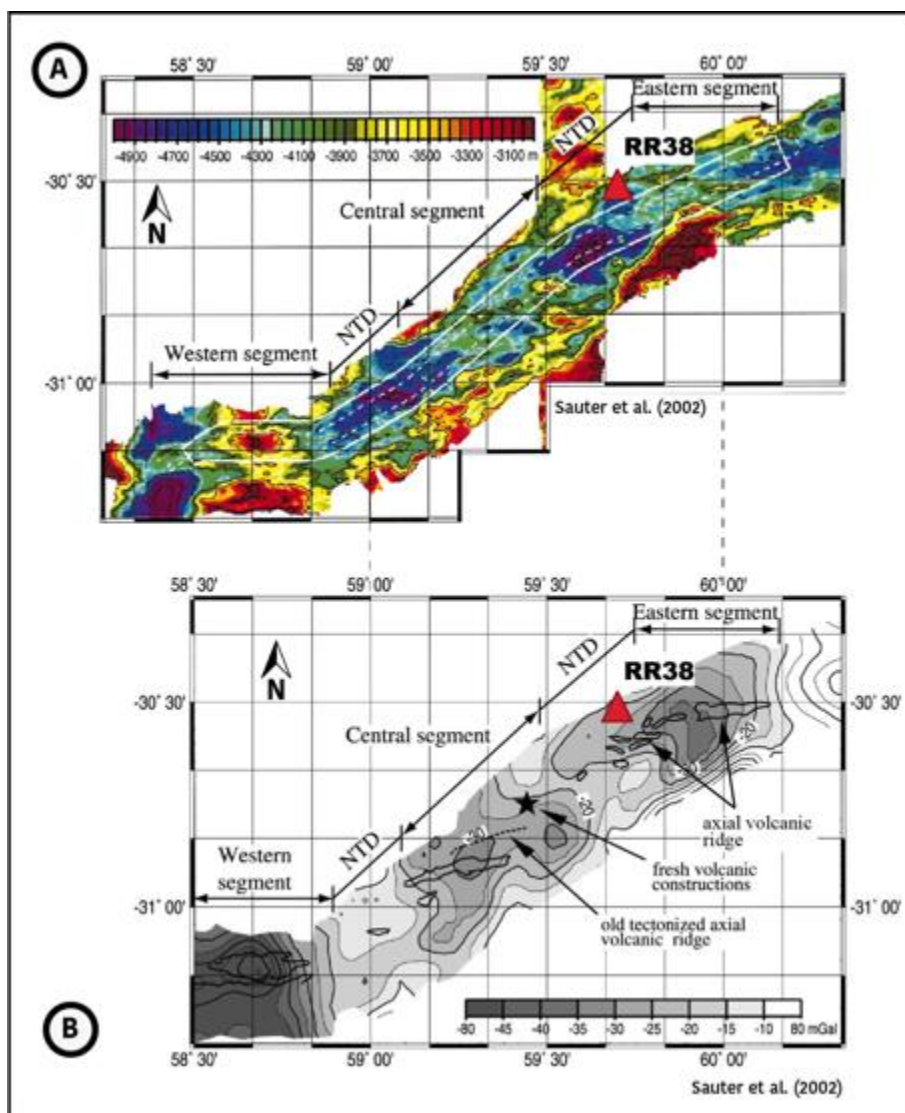 A
58˚ 30'
59˚ 00'
59˚ 30'
60˚ 00'
Eastern segment
NTD
RR38
-4900
-4700
-4500
-4300
-4100
-3900
-3700
-3500
-3300
-3100 m
-30˚ 30'
N
Central segment
NTD
Western segment
-31˚ 00'
Sauter et al. (2002)
58˚ 30'
59˚ 00'
59˚ 30'
60˚ 00'
Eastern segment
NTD
N
RR38
-30˚ 30'
-30˚ 30'
Central segment
-20
-20
axial volcanic
ridge
NTD
Western
segment
fresh volcanic
constructions
-31˚ 00'
-31˚ 00'
old tectonized axial
volcanic ridge
B
-80
-45
-40
-35
-30
-25
-20
-15
-10
80 mGal
58˚ 30'
59˚ 00'
59˚ 30'
60˚ 00'
Sauter et al. (2002)